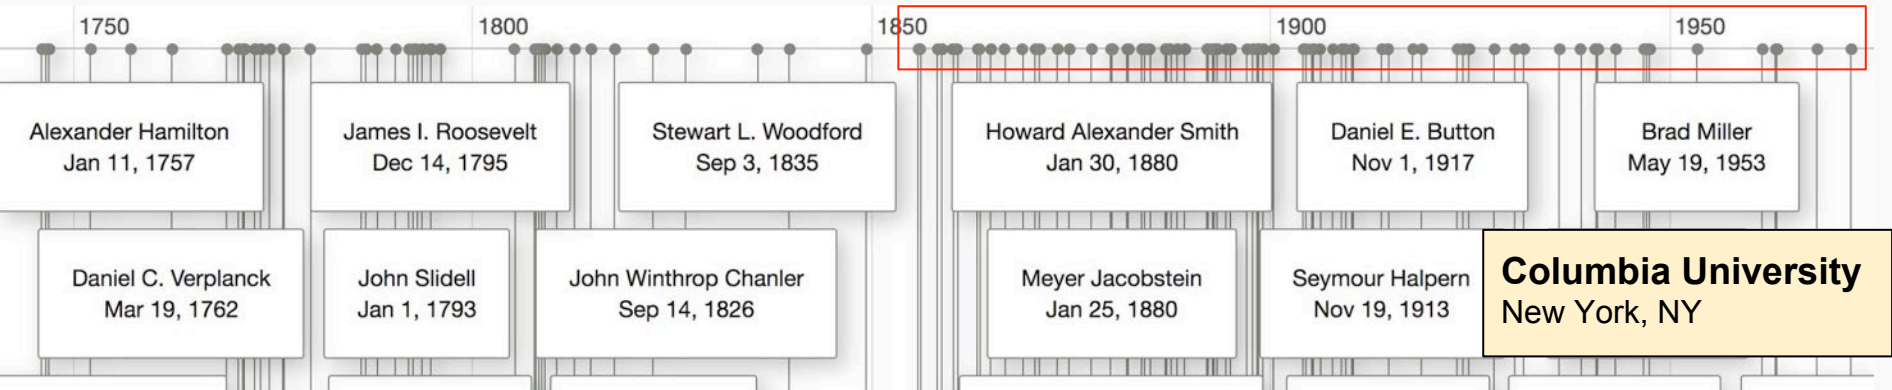 1750
1800
1850
1900
1950
Alexander Hamilton
Jan 11, 1757
James I. Roosevelt
Dec 14, 1795
Stewart L. Woodford
Sep 3, 1835
Howard Alexander Smith
Jan 30, 1880
Daniel E. Button
Nov 1, 1917
Brad Miller
May 19, 1953
Daniel C. Verplanck
Mar 19, 1762
John Slidell
Jan 1, 1793
John Winthrop Chanler
Sep 14, 1826
Meyer Jacobstein
Jan 25, 1880
Seymour Halpern
Nov 19, 1913
Columbia University
New York, NY